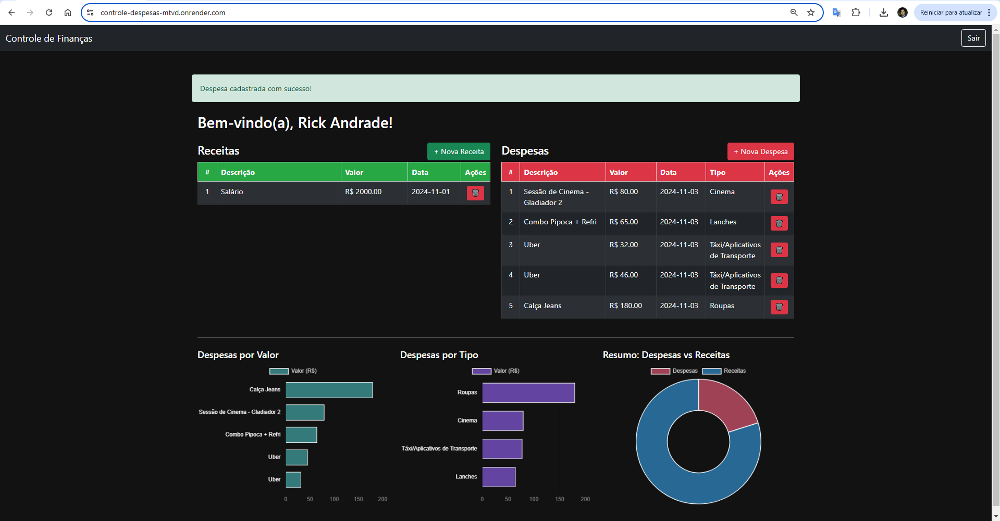 controle-despesas-mtvd.onrender.com
Reiniciar para atualizar
Controle de Finanças
Sair
Despesa cadastrada com sucesso!
Bem-vindo(a), Rick Andrade!
Receitas
+ Nova Receita
# Descrição Valor Data Ações
1 Salário R$ 2000.00 2024-11-01
Despesas
+ Nova Despesa
# Descrição Valor Data Tipo Ações
1 Sessão de Cinema - R$ 80.00 2024-11-03 Cinema
Gladiador 2
2 Combo Pipoca + Refri R$ 65.00 2024-11-03 Lanches
3 Uber R$ 32.00 2024-11-03 Táxi/Aplicativos
de Transporte
4 Uber R$ 46.00 2024-11-03 Táxi/Aplicativos
de Transporte
5 Calça Jeans R$ 180.00 2024-11-03 Roupas
Despesas por Valor
Valor (R$)
Calça Jeans
Sessão de Cinema - Gladiador 2
Combo Pipoca + Refri
Uber
Uber
0 50 100 150 200
Despesas por Tipo
Valor (R$)
Roupas
Cinema
Táxi/Aplicativos de Transporte
Lanches
0 50 100 150 200
Resumo: Despesas vs Receitas
Despesas Receitas